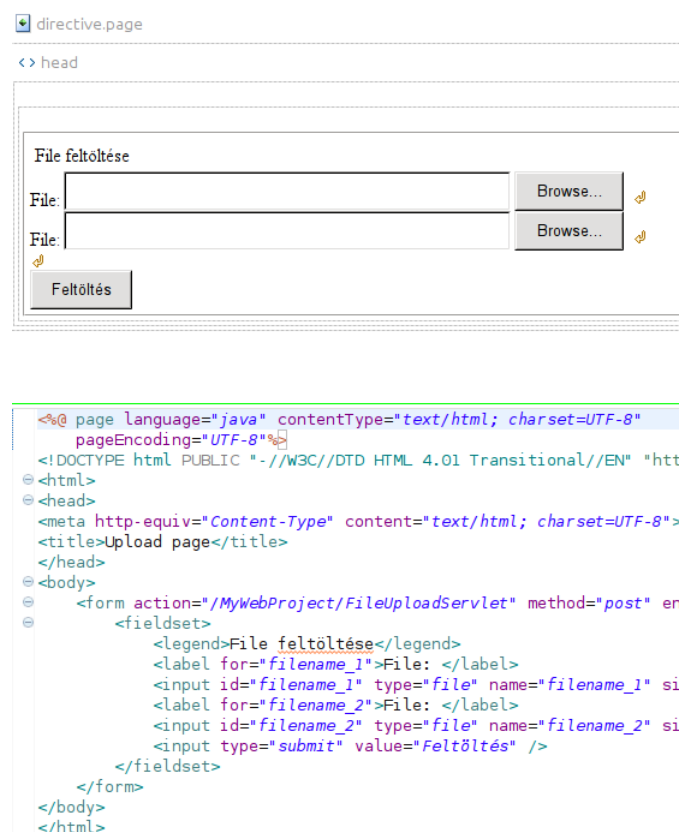 directive.page
<> head
File feltöltése
File: Browse...
File: Browse...
Feltöltés
<%@ page language="java" contentType="text/html; charset=UTF-8"
pageEncoding="UTF-8"%>
<!DOCTYPE html PUBLIC "-//W3C//DTD HTML 4.01 Transitional//EN" "htt
<html>
<head>
<meta http-equiv="Content-Type" content="text/html; charset=UTF-8">
<title>Upload page</title>
</head>
<body>
<form action="/MyWebProject/FileUploadServlet" method="post" en
<fieldset>
<legend>File feltöltése</legend>
<label for="filename_1">File: </label>
<input id="filename_1" type="file" name="filename_1" si
<label for="filename_2">File: </label>
<input id="filename_2" type="file" name="filename_2" si
<input type="submit" value="Feltöltés" />
</fieldset>
</form>
</body>
</html>